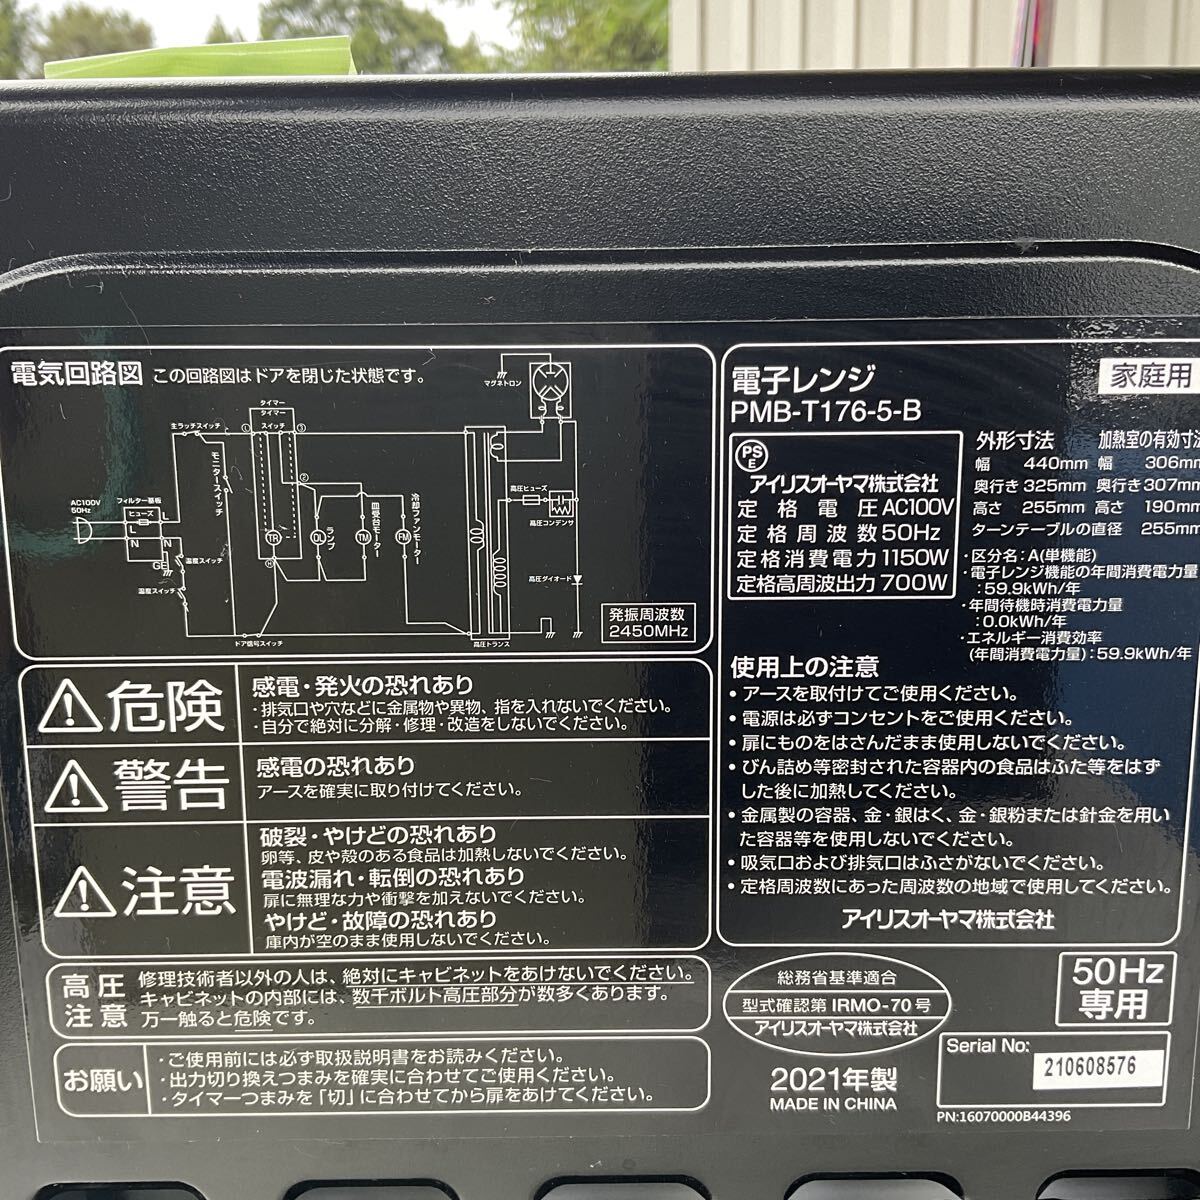 電気回路図 この回路図はドアを閉じた状態です。
マグネトロン
タイマー
タイマー
スイッチ
主ラッチスイッチ
モニタースイッチ
AC100V
50Hz
フィルター基板
ヒューズ
L L
N N
GE
温度スイッチ
温度スイッチ
ドア信号スイッチ
TR
OL
TM
FM
ランプ
皿受台モーター
冷却ファンモーター
高圧ヒューズ
高圧コンデンサ
高圧ダイオード
高圧トランス
発振周波数
2450MHz
危険
感電・発火の恐れあり
・排気口や穴などに金属物や異物、指を入れないでください。
・自分で絶対に分解・修理・改造をしないでください。
警告
感電の恐れあり
アースを確実に取り付けてください。
注意
破裂・やけどの恐れあり
卵等、皮や殻のある食品は加熱しないでください。
電波漏れ・転倒の恐れあり
扉に無理な力や衝撃を加えないでください。
やけど・故障の恐れあり
庫内が空のまま使用しないでください。
高圧注意
修理技術者以外の人は、絶対にキャビネットをあけないでください。
キャビネットの内部には、数千ボルト高圧部分が数多くあります。
万一触ると危険です。
お願い
・ご使用前には必ず取扱説明書をお読みください。
・出力切り換えつまみを確実に合わせてご使用ください。
・タイマーつまみを「切」に合わせてから扉をあけてください。
電子レンジ
PMB-T176-5-B
家庭用
PSE
アイリスオーヤマ株式会社
定格電圧 AC100V
定格周波数 50Hz
定格消費電力 1150W
定格高周波出力 700W
外形寸法
幅 440mm
奥行き 325mm
高さ 255mm
加熱室の有効寸法
幅 306mm
奥行き 307mm
高さ 190mm
ターンテーブルの直径 255mm
・区分名：A(単機能)
・電子レンジ機能の年間消費電力量
：59.9kWh/年
・年間待機時消費電力量
：0.0kWh/年
・エネルギー消費効率
(年間消費電力量)：59.9kWh/年
使用上の注意
・アースを取付けてご使用ください。
・電源は必ずコンセントをご使用ください。
・扉にものをはさんだまま使用しないでください。
・びん詰め等密封された容器内の食品はふた等をはず
した後に加熱してください。
・金属製の容器、金・銀はく、金・銀粉または針金を用い
た容器等を使用しないでください。
・吸気口および排気口はふさがないでください。
・定格周波数にあった周波数の地域で使用してください。
アイリスオーヤマ株式会社
総務省基準適合
型式確認第 IRMO-70 号
アイリスオーヤマ株式会社
50Hz
専用
2021年製
MADE IN CHINA
Serial No:
210608576
PN:16070000B44396